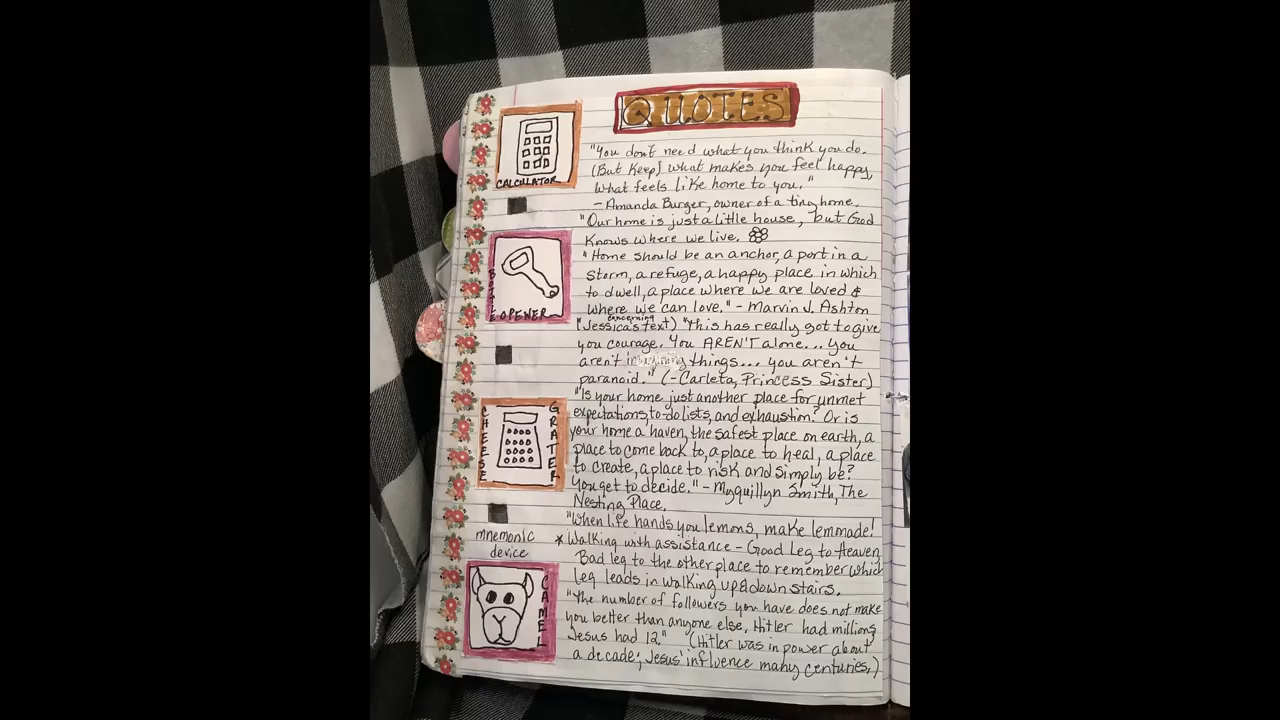 QUOTES
CALCULATOR
"You don't need what you think you do.
(But Keep) what makes you feel happy,
what feels like home to you."
- Amanda Burger, owner of a tiny home.
"Our home is just a little house, but God
Knows where we live.
BOTTLE
OPENER
"Home should be an anchor, a port in a
storm, a refuge, a happy place in which
to dwell, a place where we are loved &
where we can love." - Marvin J. Ashton
concerning
("Jessica's text) "This has really got to give
you courage. You AREN'T alone... you
aren't things... you aren't
paranoid." (-Carleta, Princess Sister)
CHEESE
GRATER
"Is your home just another place for unmet
expectations, to-do lists, and exhaustion? Or is
your home a haven, the safest place on earth, a
place to come back to, a place to heal, a place
to create, a place to risk and simply be?
You get to decide." - Myquillyn Smith, The
Nesting Place.
"When life hands you lemons, make lemonade!
mnemonic
device
* Walking with assistance - Good Leg to Heaven,
Bad leg to the other place to remember which
leg leads in walking up & down stairs.
CAMEL
"The number of followers you have does not make
you better than anyone else, Hitler had millions,
Jesus had 12." (Hitler was in power about
a decade; Jesus' influence many centuries.)